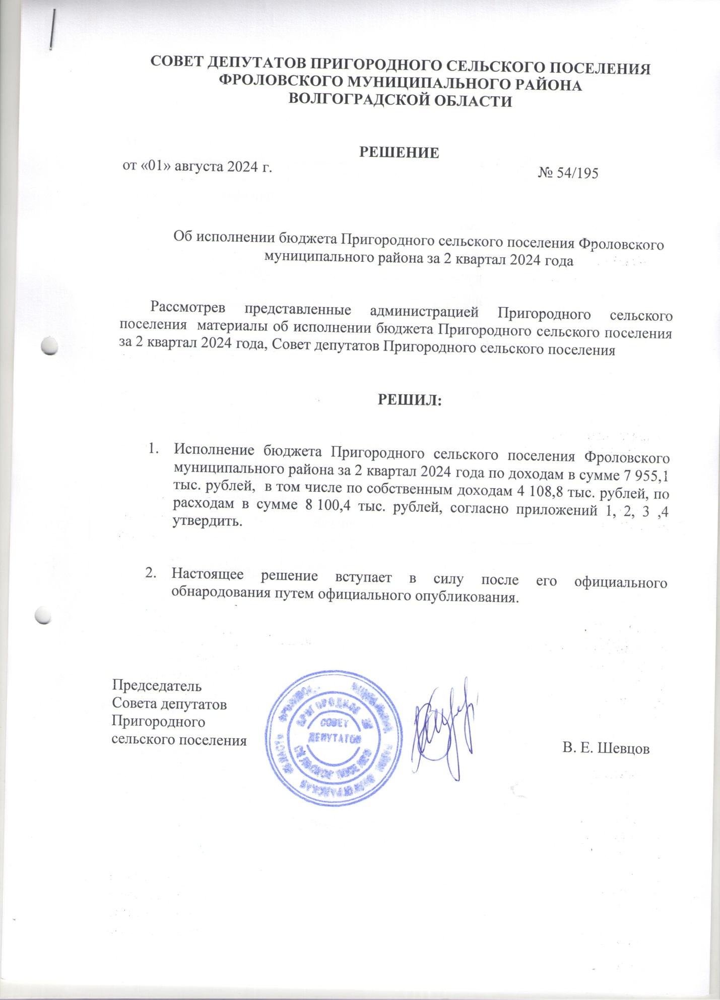 СОВЕТ ДЕПУТАТОВ ПРИГОРОДНОГО СЕЛЬСКОГО ПОСЕЛЕНИЯ
ФРОЛОВСКОГО МУНИЦИПАЛЬНОГО РАЙОНА
ВОЛГОГРАДСКОЙ ОБЛАСТИ
РЕШЕНИЕ
от «01» августа 2024 г. № 54/195
Об исполнении бюджета Пригородного сельского поселения Фроловского
муниципального района за 2 квартал 2024 года
Рассмотрев представленные администрацией Пригородного сельского
поселения материалы об исполнении бюджета Пригородного сельского поселения
за 2 квартал 2024 года, Совет депутатов Пригородного сельского поселения
РЕШИЛ:
1. Исполнение бюджета Пригородного сельского поселения Фроловского
муниципального района за 2 квартал 2024 года по доходам в сумме 7 955,1
тыс. рублей, в том числе по собственным доходам 4 108,8 тыс. рублей, по
расходам в сумме 8 100,4 тыс. рублей, согласно приложений 1, 2, 3 ,4
утвердить.
2. Настоящее решение вступает в силу после его официального
обнародования путем официального опубликования.
Председатель
Совета депутатов
Пригородного
сельского поселения
В. Е. Шевцов
СОВЕТ
ДЕПУТАТОВ